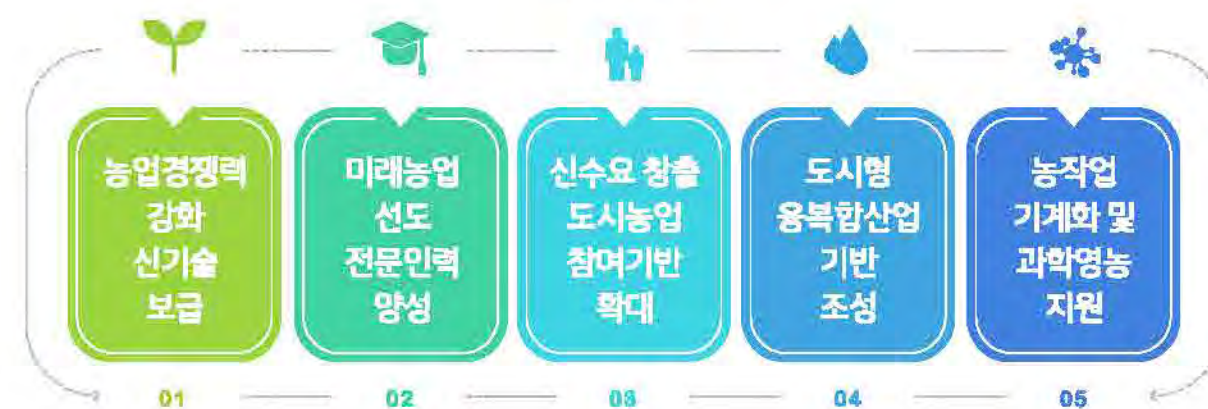 농업경쟁력
강화
신기술
보급
01
미래농업
선도
전문인력
양성
02
신수요 창출
도시농업
참여기반
확대
03
도시형
융복합산업
기반
조성
04
농작업
기계화 및
과학영농
지원
05